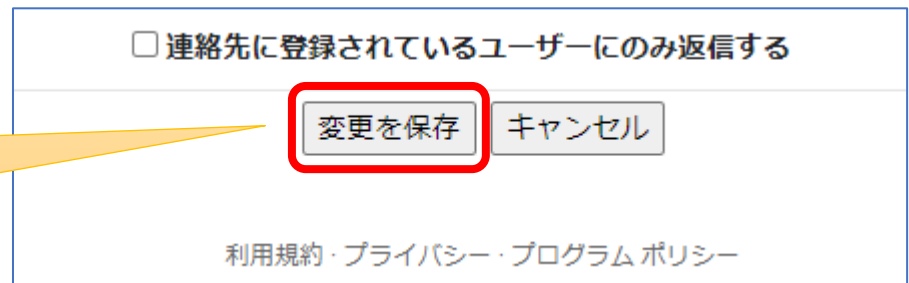 連絡先に登録されているユーザーにのみ返信する
変更を保存 キャンセル
利用規約 · プライバシー · プログラム ポリシー